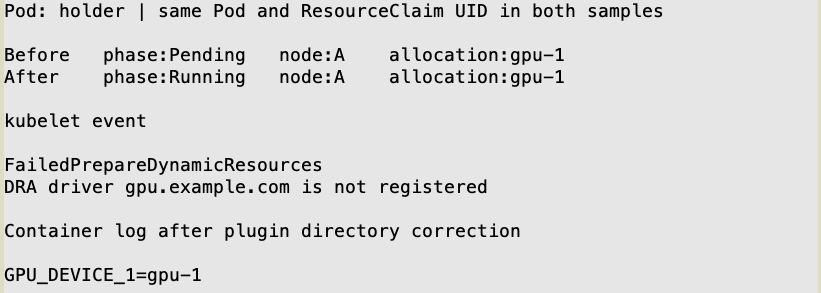 Pod: holder | same Pod and ResourceClaim UID in both samples
Before phase:Pending node:A allocation:gpu-1
After phase:Running node:A allocation:gpu-1
kubelet event
FailedPrepareDynamicResources
DRA driver gpu.example.com is not registered
Container log after plugin directory correction
GPU_DEVICE_1=gpu-1